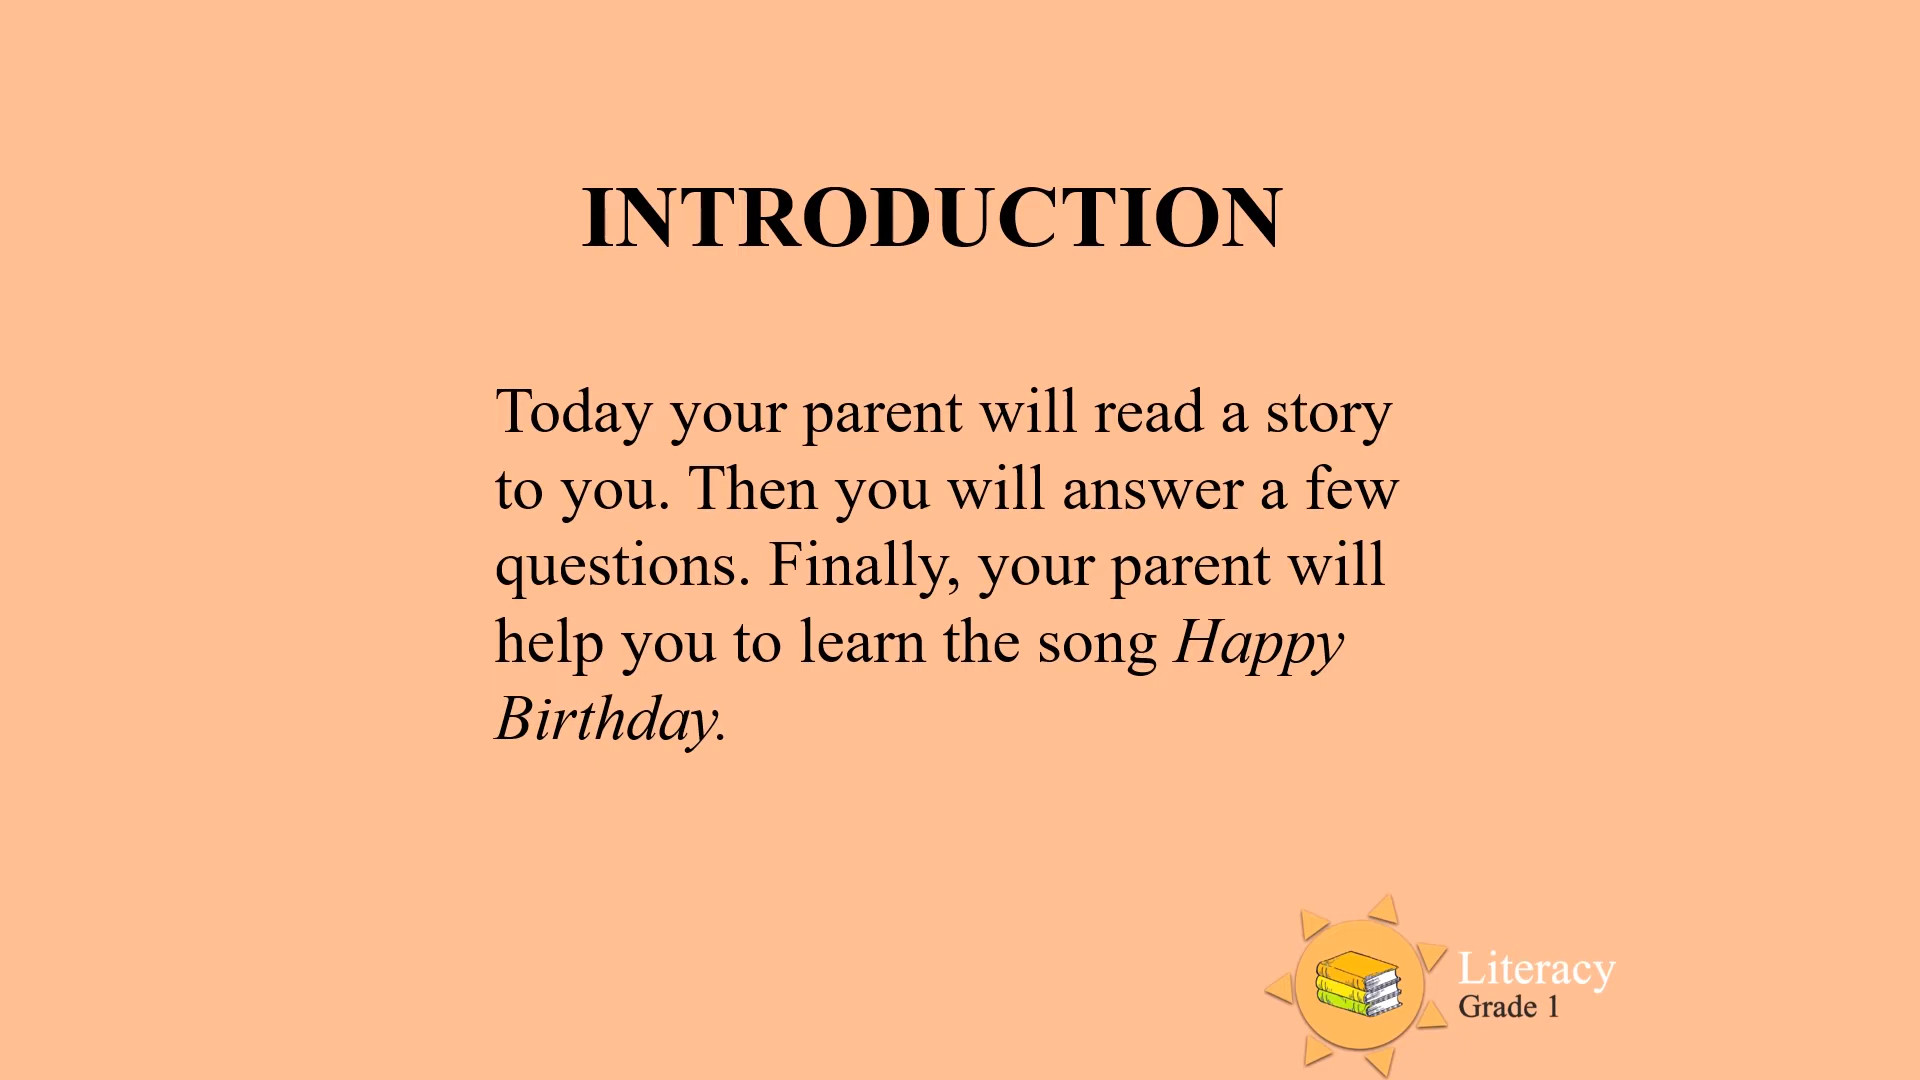 INTRODUCTION
Today your parent will read a story
to you. Then you will answer a few
questions. Finally, your parent will
help you to learn the song Happy
Birthday.
Literacy
Grade 1